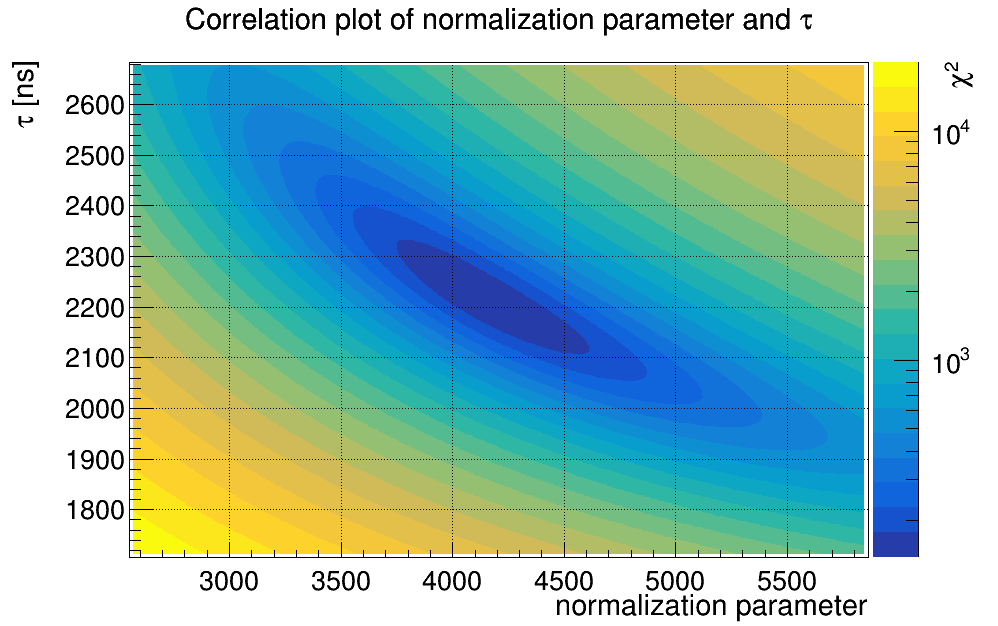 Correlation plot of normalization parameter and τ
τ [ns]
χ²
2600
2500
2400
2300
2200
2100
2000
1900
1800
10⁴
10³
3000 3500 4000 4500 5000 5500
normalization parameter